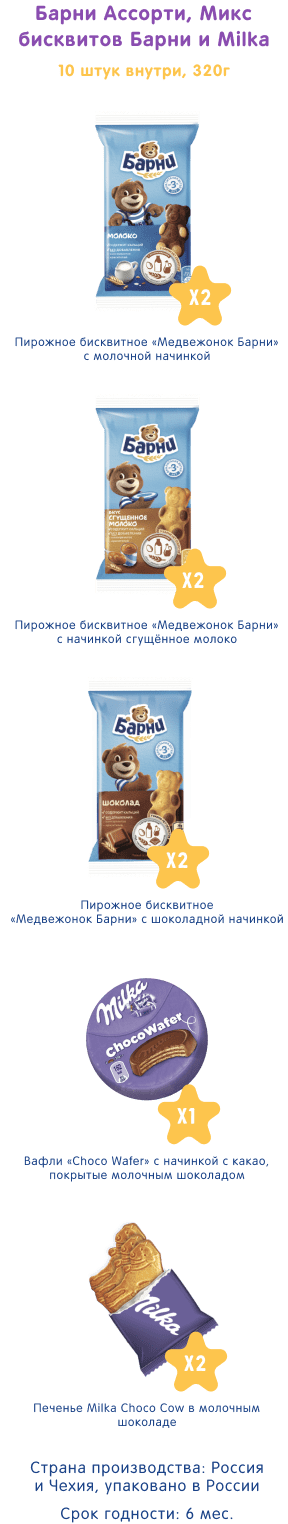 Барни Ассорти, Микс
бисквитов Барни и Milka
10 штук внутри, 320г
Барни
МОЛОКО
X2
Пирожное бисквитное «Медвежонок Барни»
с молочной начинкой
Барни
ВКУС
СГУЩЕННОЕ
МОЛОКО
X2
Пирожное бисквитное «Медвежонок Барни»
с начинкой сгущённое молоко
Барни
ШОКОЛАД
X2
Пирожное бисквитное
«Медвежонок Барни» с шоколадной начинкой
Milka
ChocoWafer
X1
Вафли «Choco Wafer» с начинкой с какао,
покрытые молочным шоколадом
Milka
X2
Печенье Milka Choco Cow в молочным
шоколаде
Страна производства: Россия
и Чехия, упаковано в России
Срок годности: 6 мес.